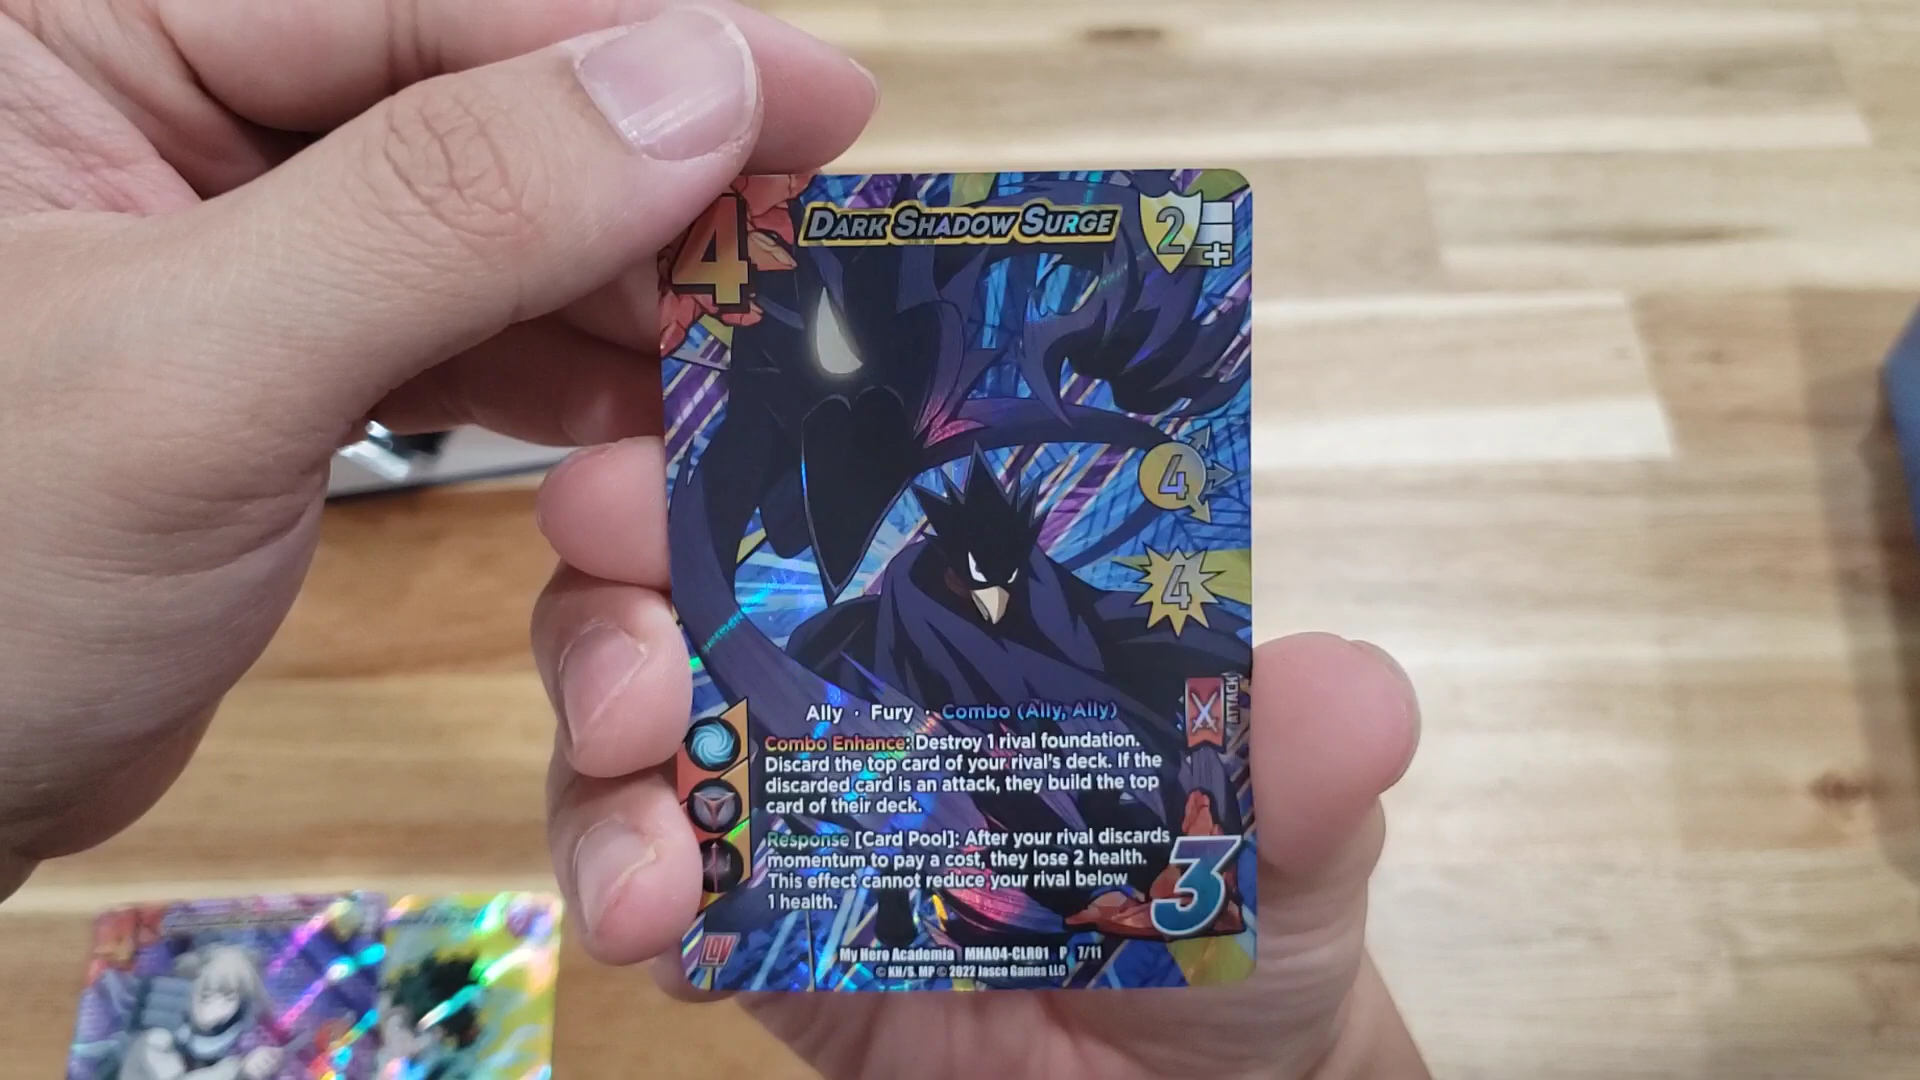 4
DARK SHADOW SURGE
2
+
4
4
ATTACK
Ally · Fury · Combo (Ally, Ally)
Combo Enhance: Destroy 1 rival foundation.
Discard the top card of your rival's deck. If the
discarded card is an attack, they build the top
card of their deck.
Response [Card Pool]: After your rival discards
momentum to pay a cost, they lose 2 health.
This effect cannot reduce your rival below
1 health.
3
LOV
My Hero Academia MHA04-CLR01 P 7/11
© KH/S, MP © 2022 Jasco Games LLC